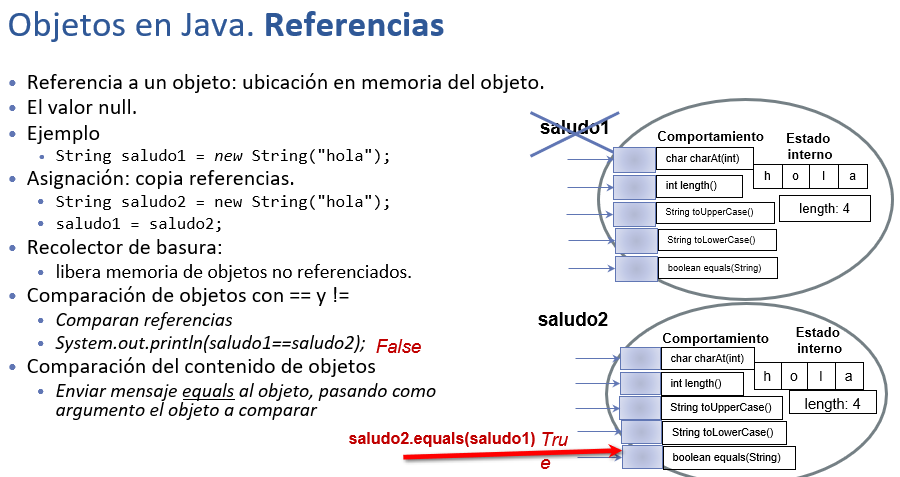 Objetos en Java. Referencias
• Referencia a un objeto: ubicación en memoria del objeto.
• El valor null.
• Ejemplo
• String saludo1 = new String("hola");
• Asignación: copia referencias.
• String saludo2 = new String("hola");
• saludo1 = saludo2;
• Recolector de basura:
• libera memoria de objetos no referenciados.
• Comparación de objetos con == y !=
• Comparan referencias
• System.out.println(saludo1==saludo2); False
• Comparación del contenido de objetos
• Enviar mensaje equals al objeto, pasando como
argumento el objeto a comparar
saludo2.equals(saludo1) Tru
e
saludo1
Comportamiento
Estado
interno
char charAt(int)
h o l a
int length()
length: 4
String toUpperCase()
String toLowerCase()
boolean equals(String)
saludo2
Comportamiento
Estado
interno
char charAt(int)
h o l a
int length()
length: 4
String toUpperCase()
String toLowerCase()
boolean equals(String)